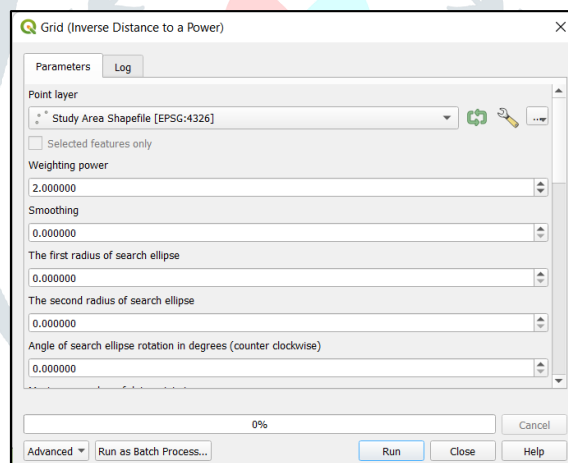 Grid (Inverse Distance to a Power)
Parameters Log
Point layer
Study Area Shapefile [EPSG:4326]
Selected features only
Weighting power
2.000000
Smoothing
0.000000
The first radius of search ellipse
0.000000
The second radius of search ellipse
0.000000
Angle of search ellipse rotation in degrees (counter clockwise)
0.000000
0% Cancel
Advanced Run as Batch Process... Run Close Help